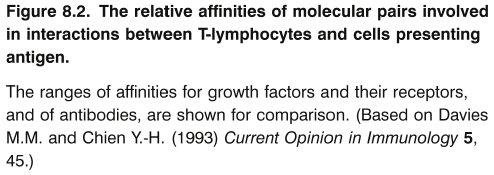 Figure 8.2. The relative affinities of molecular pairs involved
in interactions between T-lymphocytes and cells presenting
antigen.
The ranges of affinities for growth factors and their receptors,
and of antibodies, are shown for comparison. (Based on Davies
M.M. and Chien Y.-H. (1993) Current Opinion in Immunology 5,
45.)